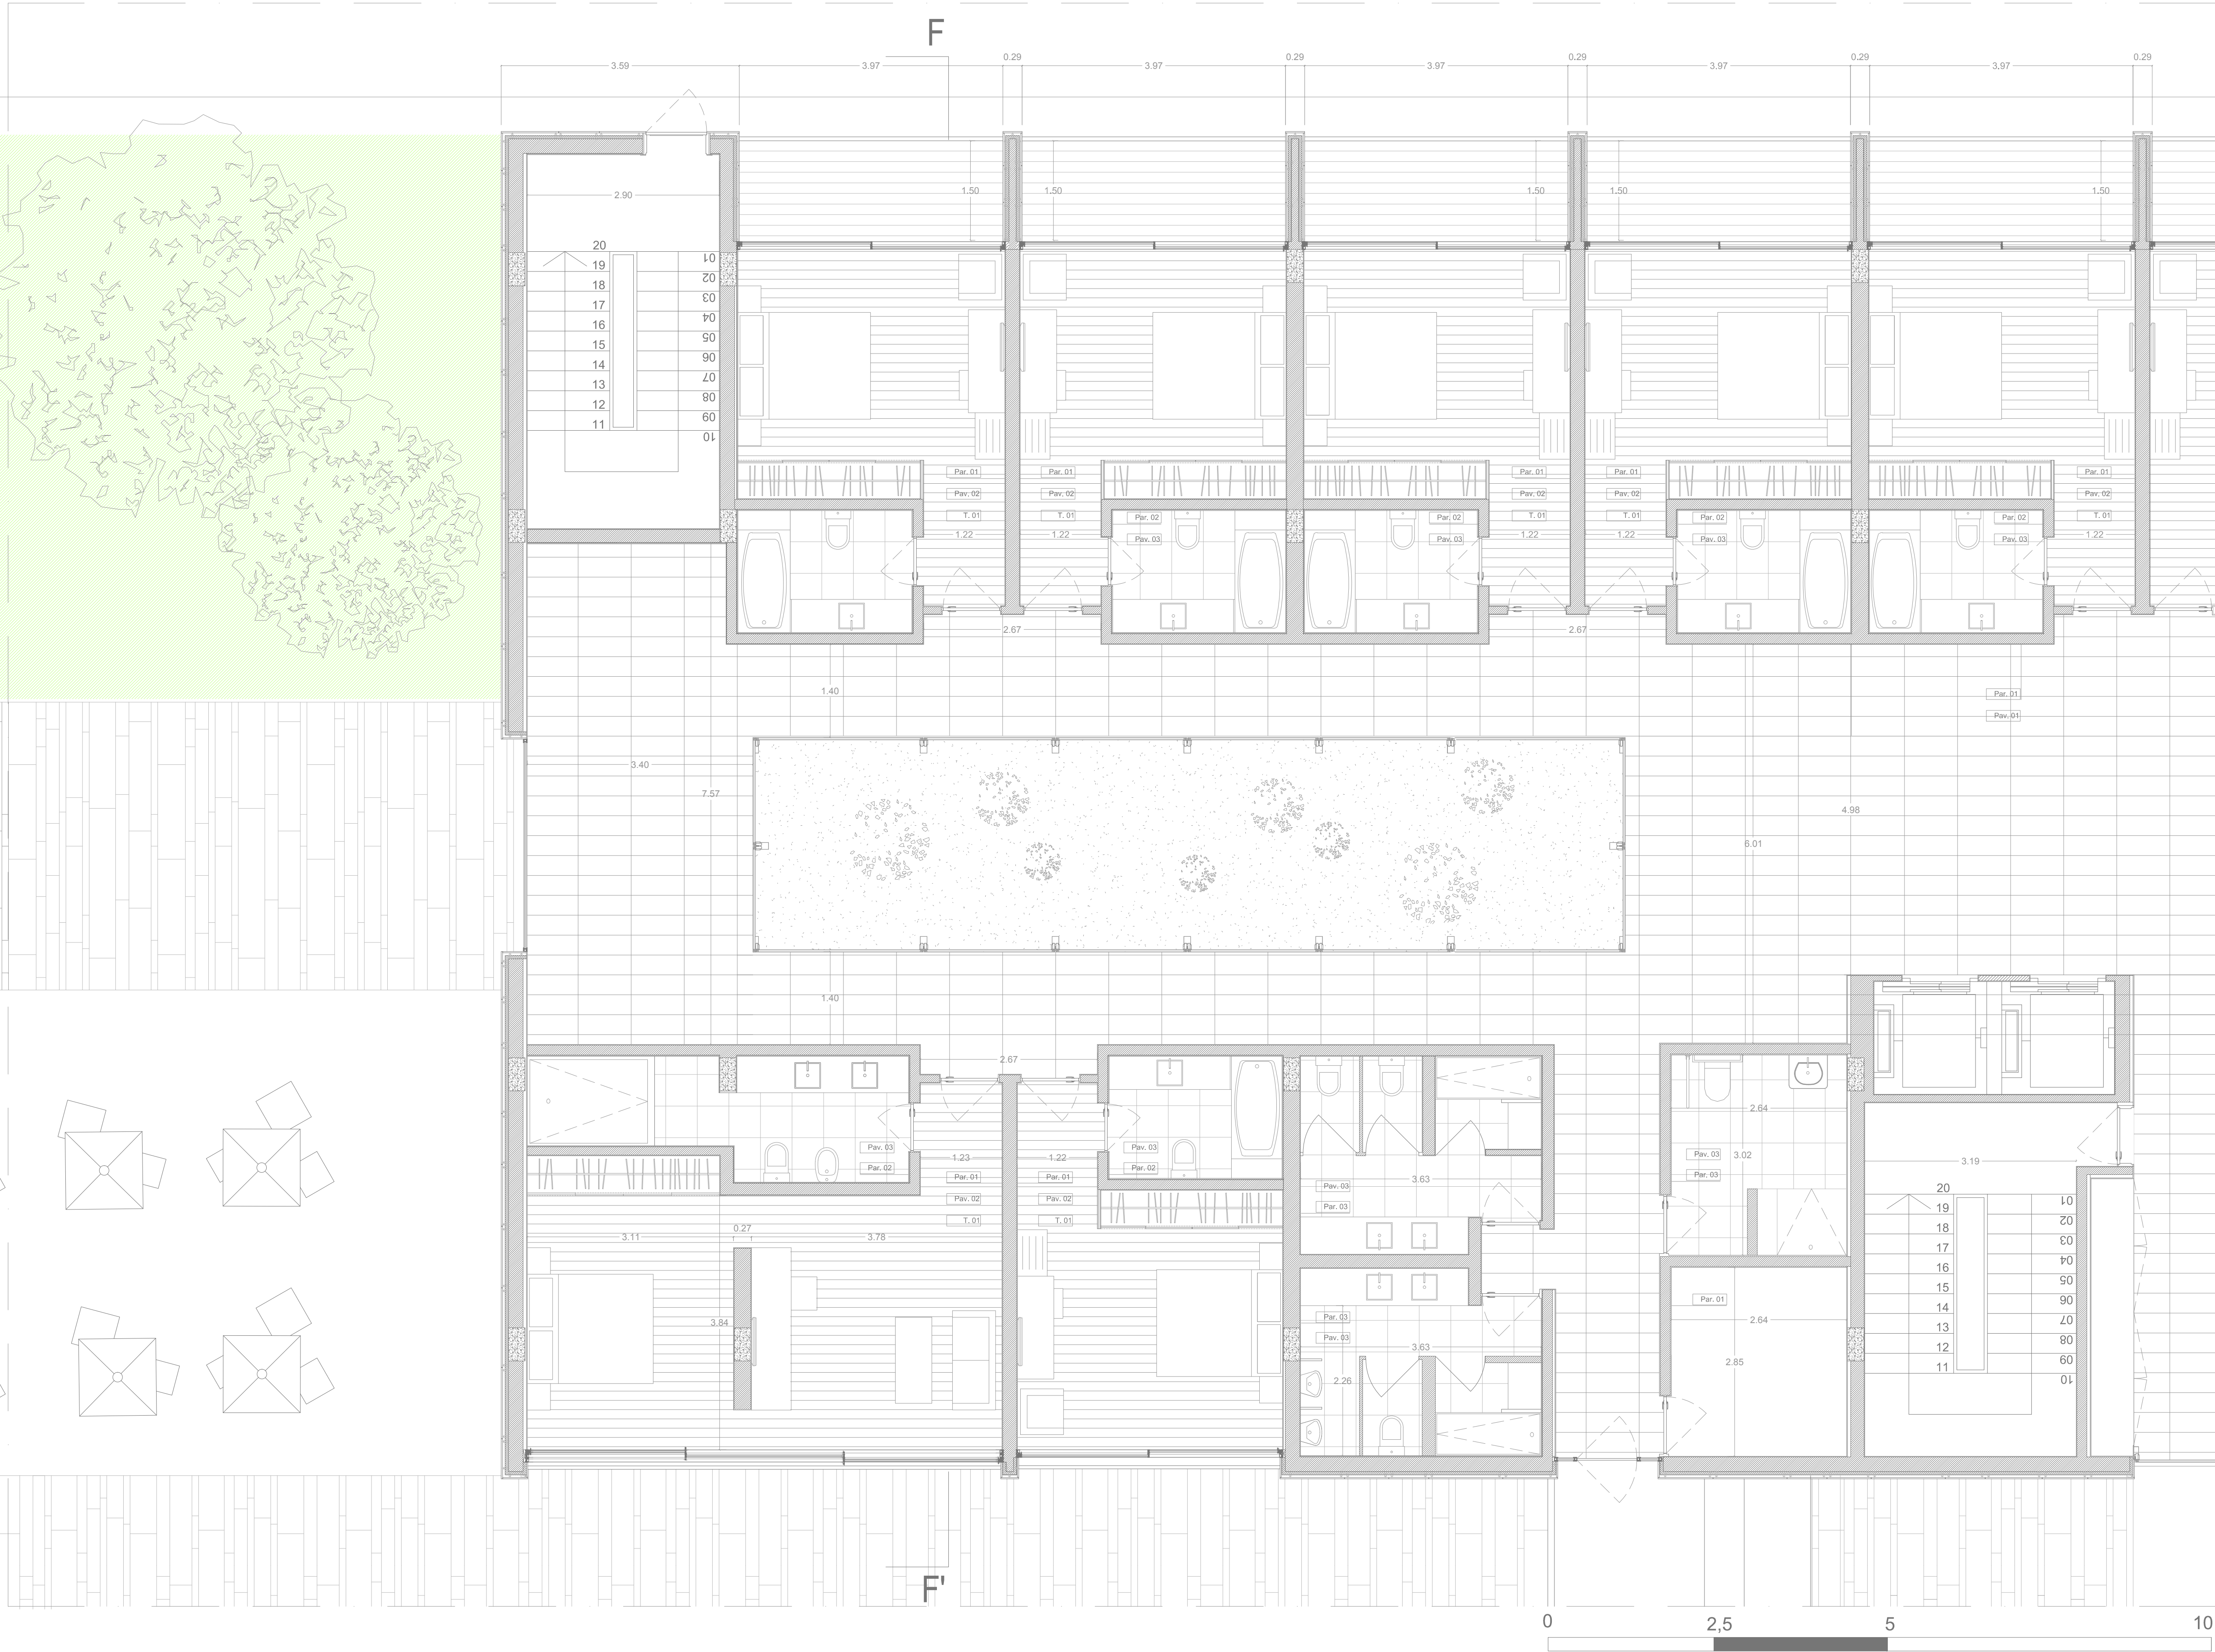 F
3.59
3.97
0.29
3.97
0.29
3.97
0.29
3.97
0.29
3.97
0.29
2.90
1.50
1.50
1.50
1.50
1.50
20
19
18
17
16
15
14
13
12
11
01
02
03
04
05
06
07
08
09
10
Par. 01
Par. 01
Par. 01
Par. 01
Par. 01
Pav. 02
Pav. 02
Pav. 02
Pav. 02
Pav. 02
T. 01
T. 01
T. 01
T. 01
T. 01
Par. 02
Par. 02
Par. 02
Par. 02
Pav. 03
Pav. 03
Pav. 03
Pav. 03
1.22
1.22
1.22
1.22
1.22
2.67
2.67
1.40
Par. 01
Pav. 01
3.40
7.57
4.98
6.01
1.40
2.67
2.64
Pav. 03
Par. 02
Pav. 03
Par. 02
Pav. 03
Par. 03
3.02
1.23
1.22
3.19
Par. 01
Par. 01
Pav. 02
Pav. 02
T. 01
T. 01
3.63
Pav. 03
Par. 03
20
19
18
17
16
15
14
13
12
11
01
02
03
04
05
06
07
08
09
10
0.27
3.11
3.78
3.84
Par. 03
Pav. 03
3.63
2.26
Par. 01
2.64
2.85
F'
0
2,5
5
10